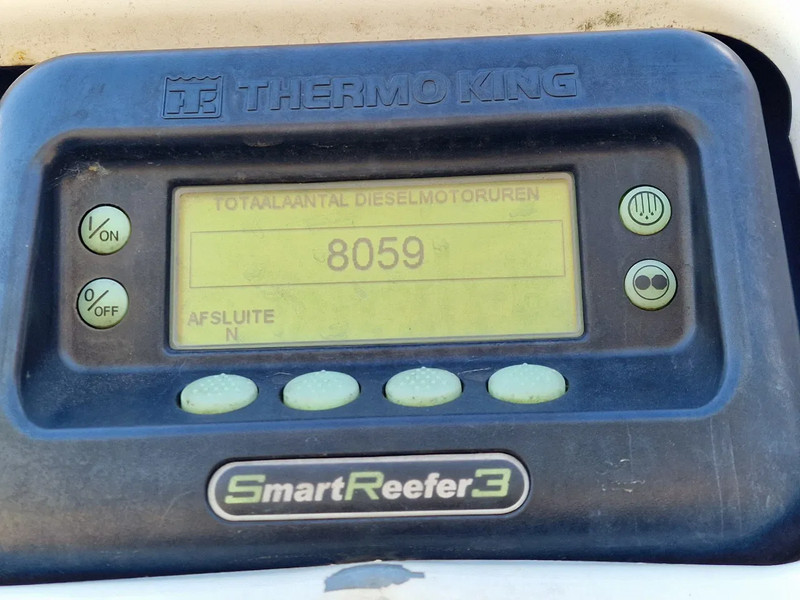 THERMO KING
TOTAALAANTAL DIESELMOTORUREN
I/ON
8059
O/OFF
AFSLUITE
N
SmartReefer3